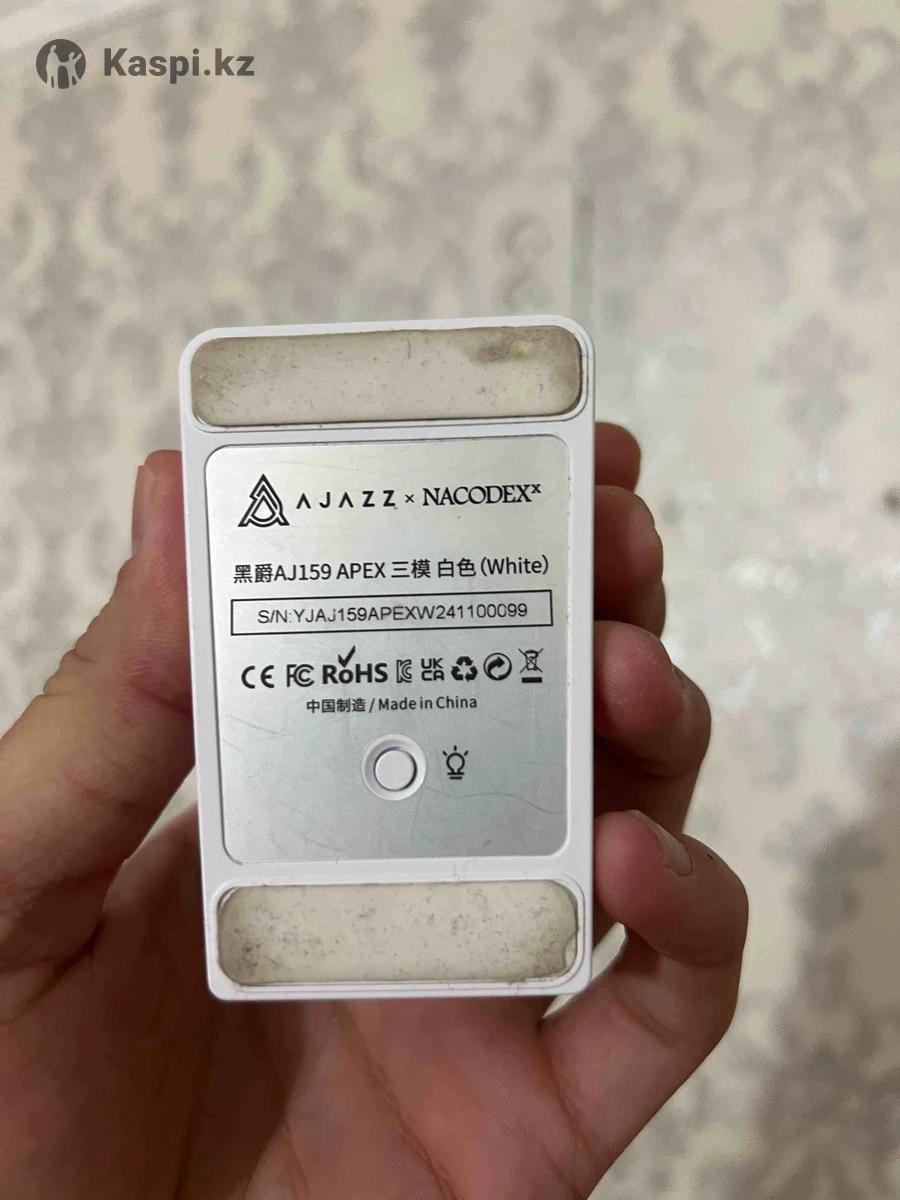 Kaspi.kz
AJAZZ × NACODEXˣ
黑爵AJ159 APEX 三模 白色(White)
S/N:YJAJ159APEXW241100099
CE FC RoHS UK CA
中国制造 / Made in China